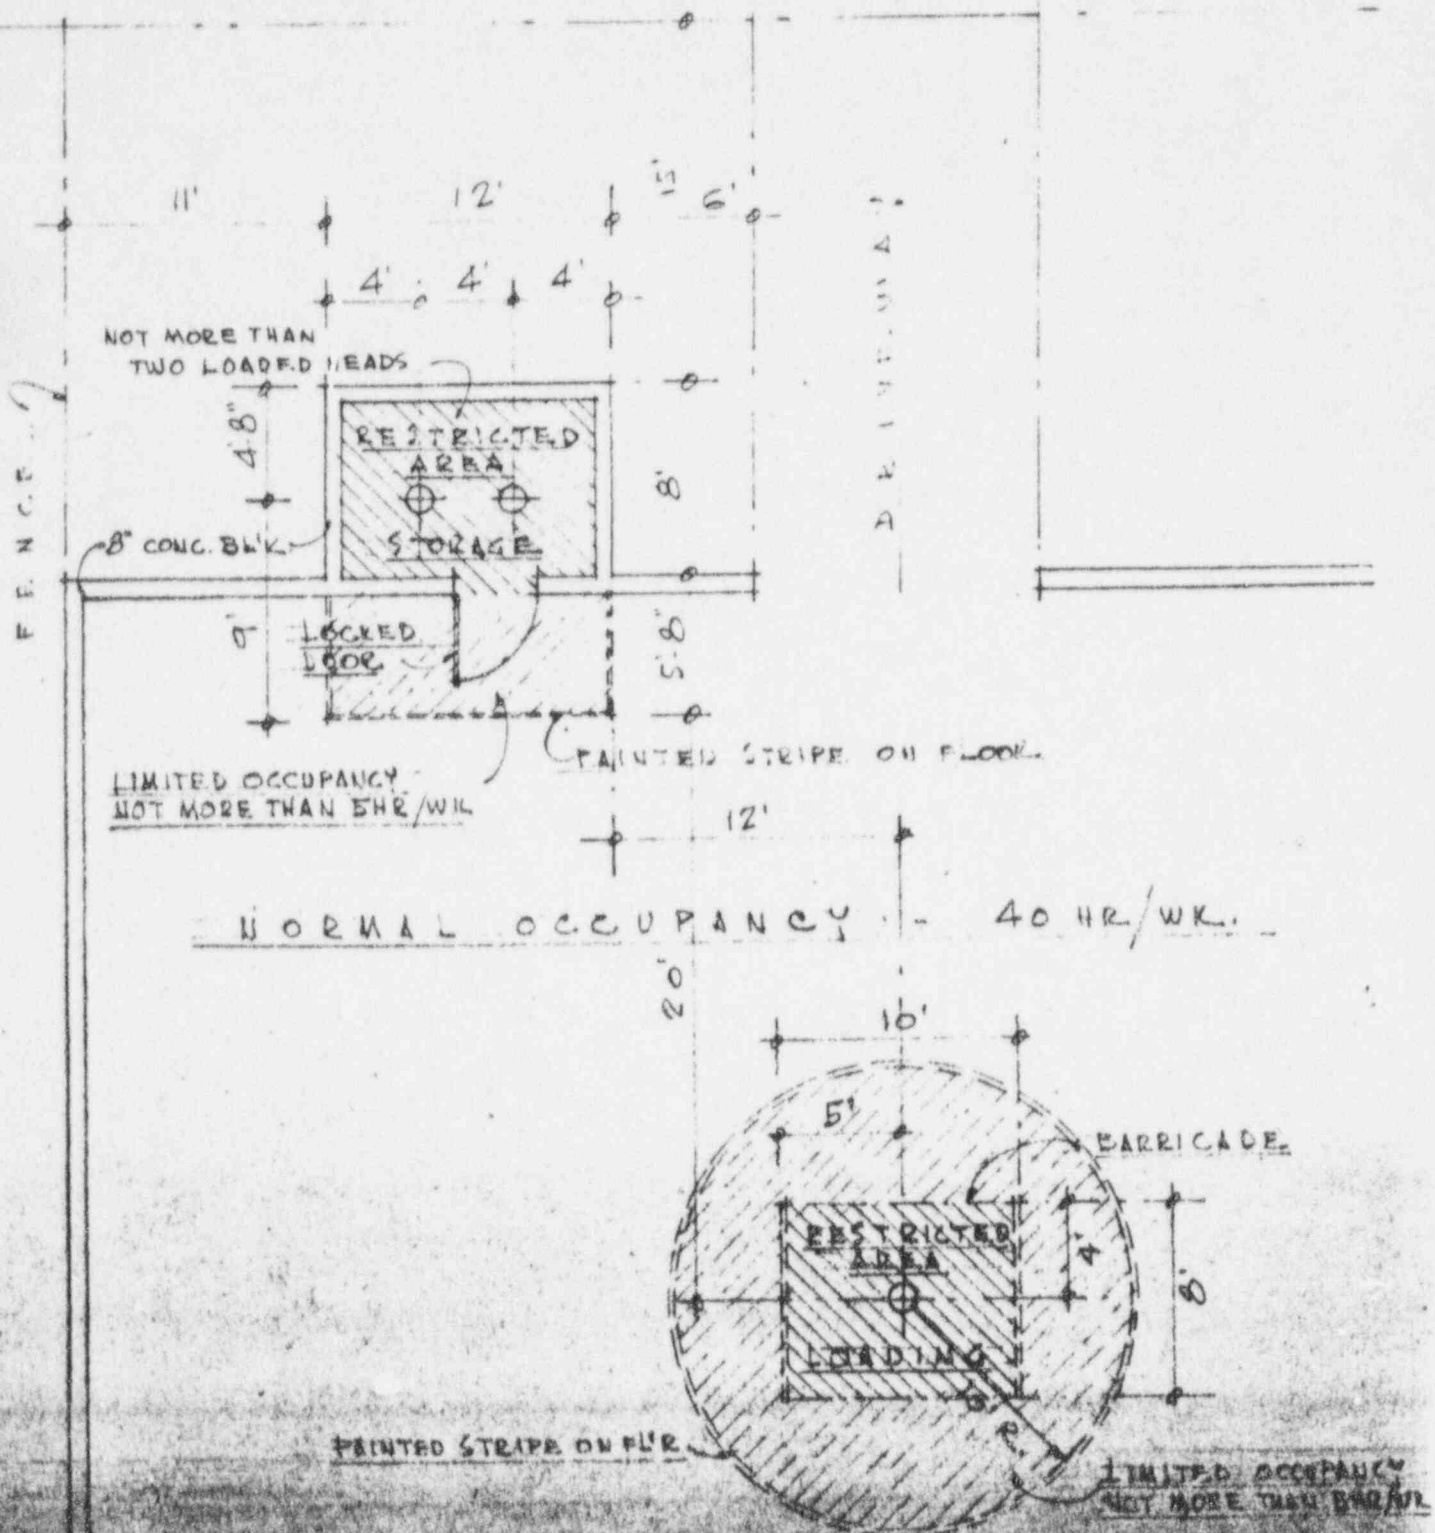 15'
11'
12'
6'
4'
4'
4'
NOT MORE THAN
TWO LOADED HEADS
FENCE
DRIVEWAY
4'8"
RESTRICTED
AREA
STORAGE
8'
8" CONC. BL'K
9'
LOCKED
DOOR
5'8"
PAINTED STRIPE ON FLOOR
LIMITED OCCUPANCY
NOT MORE THAN 5HR/WK
12'
NORMAL OCCUPANCY - 40 HR/WK.
20'
10'
5'
BARRICADE
RESTRICTED
AREA
4'
8'
LOADING
R.
PAINTED STRIPE ON FL'R
LIMITED OCCUPANCY
NOT MORE THAN